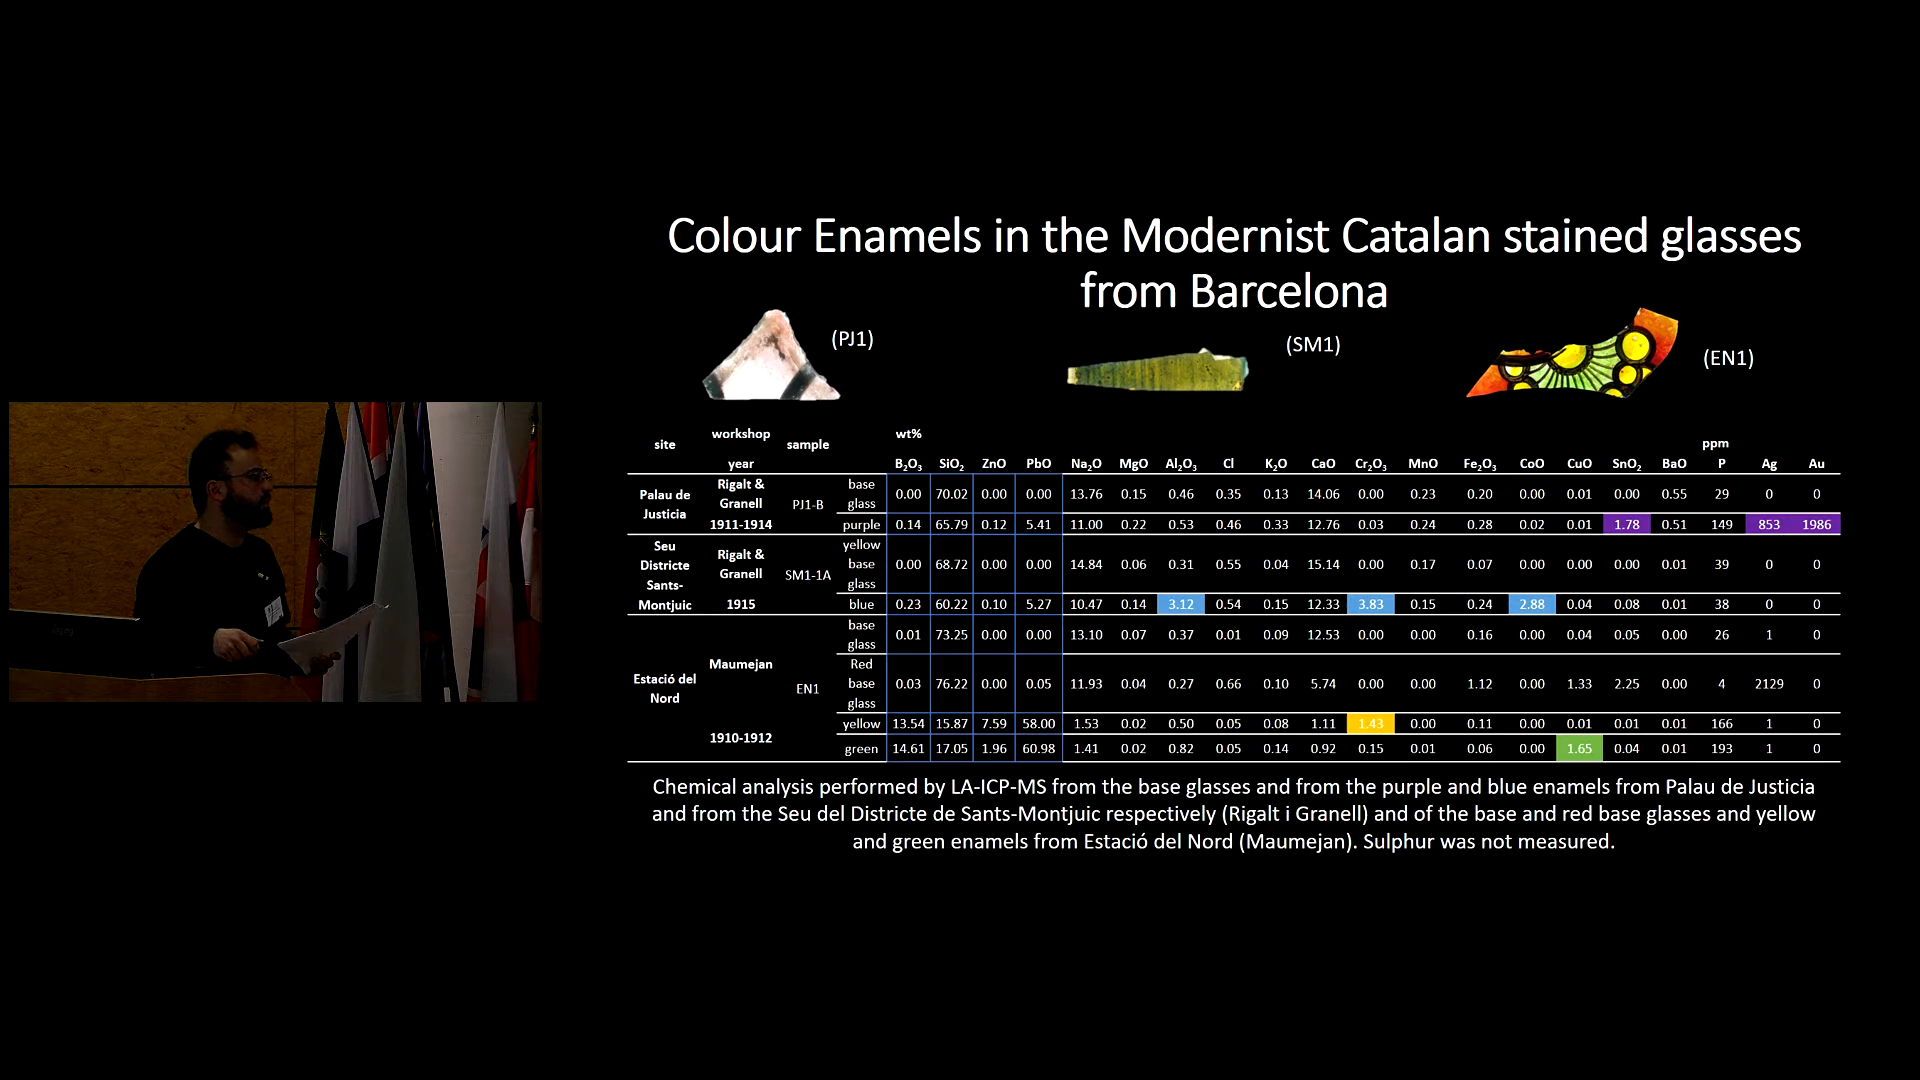 Colour Enamels in the Modernist Catalan stained glasses
from Barcelona
(PJ1)
(SM1)
(EN1)
site workshop year sample wt% ppm
B₂O₃ SiO₂ ZnO PbO Na₂O MgO Al₂O₃ Cl K₂O CaO Cr₂O₃ MnO Fe₂O₃ CoO CuO SnO₂ BaO P Ag Au
Palau de Justicia Rigalt & Granell 1911-1914 PJ1-B base glass 0.00 70.02 0.00 0.00 13.76 0.15 0.46 0.35 0.13 14.06 0.00 0.23 0.20 0.00 0.01 0.00 0.55 29 0 0
purple 0.14 65.79 0.12 5.41 11.00 0.22 0.53 0.46 0.33 12.76 0.03 0.24 0.28 0.02 0.01 1.78 0.51 149 853 1986
Seu Districte Sants-Montjuic Rigalt & Granell 1915 SM1-1A yellow base glass 0.00 68.72 0.00 0.00 14.84 0.06 0.31 0.55 0.04 15.14 0.00 0.17 0.07 0.00 0.00 0.00 0.01 39 0 0
blue 0.23 60.22 0.10 5.27 10.47 0.14 3.12 0.54 0.15 12.33 3.83 0.15 0.24 2.88 0.04 0.08 0.01 38 0 0
Estació del Nord Maumejan 1910-1912 EN1 base glass 0.01 73.25 0.00 0.00 13.10 0.07 0.37 0.01 0.09 12.53 0.00 0.00 0.16 0.00 0.04 0.05 0.00 26 1 0
Red base glass 0.03 76.22 0.00 0.05 11.93 0.04 0.27 0.66 0.10 5.74 0.00 0.00 1.12 0.00 1.33 2.25 0.00 4 2129 0
yellow 13.54 15.87 7.59 58.00 1.53 0.02 0.50 0.05 0.08 1.11 1.43 0.00 0.11 0.00 0.01 0.01 0.01 166 1 0
green 14.61 17.05 1.96 60.98 1.41 0.02 0.82 0.05 0.14 0.92 0.15 0.01 0.06 0.00 1.65 0.04 0.01 193 1 0
Chemical analysis performed by LA-ICP-MS from the base glasses and from the purple and blue enamels from Palau de Justicia
and from the Seu del Districte de Sants-Montjuic respectively (Rigalt i Granell) and of the base and red base glasses and yellow
and green enamels from Estació del Nord (Maumejan). Sulphur was not measured.